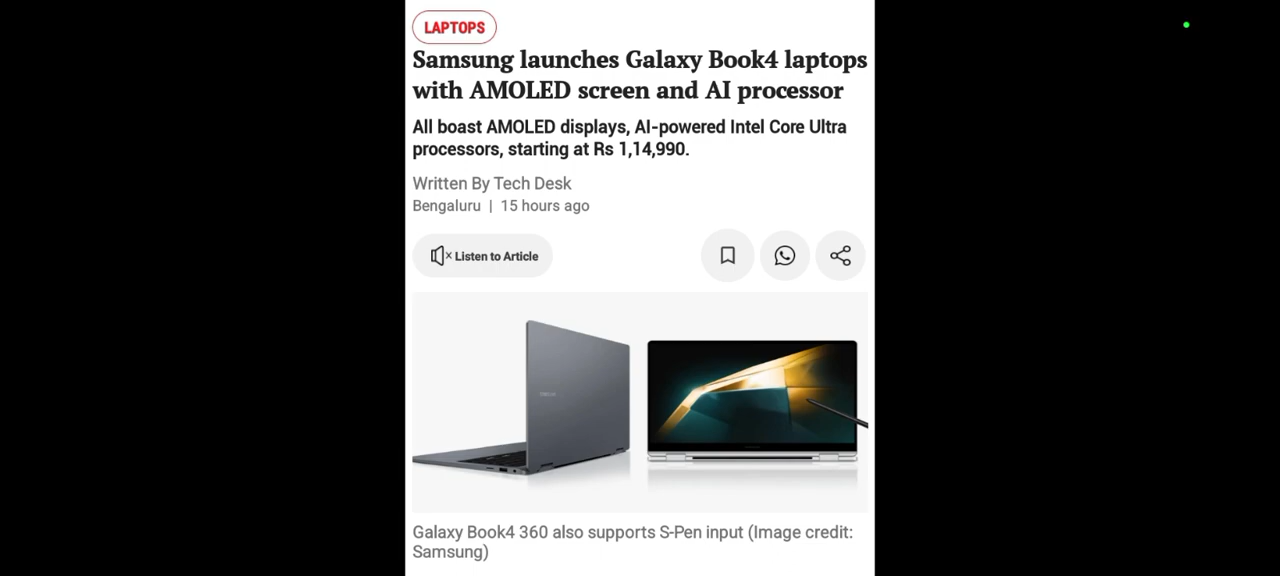 LAPTOPS
Samsung launches Galaxy Book4 laptops
with AMOLED screen and AI processor
All boast AMOLED displays, AI-powered Intel Core Ultra
processors, starting at Rs 1,14,990.
Written By Tech Desk
Bengaluru | 15 hours ago
Listen to Article
Galaxy Book4 360 also supports S-Pen input (Image credit:
Samsung)